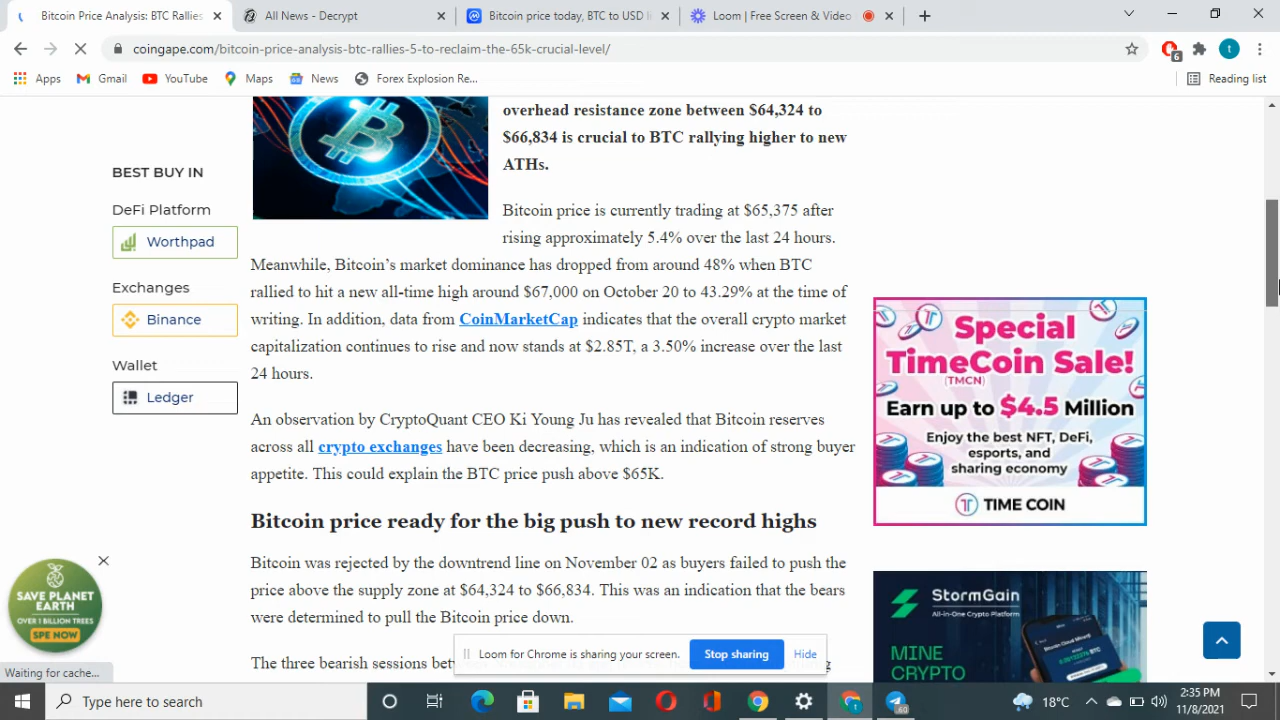 Bitcoin Price Analysis: BTC Rallies
All News - Decrypt
Bitcoin price today, BTC to USD li
Loom | Free Screen & Video
coingape.com/bitcoin-price-analysis-btc-rallies-5-to-reclaim-the-65k-crucial-level/
6
t
Apps
Gmail
YouTube
Maps
News
Forex Explosion Re...
Reading list
overhead resistance zone between $64,324 to
$66,834 is crucial to BTC rallying higher to new
ATHs.
BEST BUY IN
DeFi Platform
Worthpad
Exchanges
Binance
Wallet
Ledger
Bitcoin price is currently trading at $65,375 after
rising approximately 5.4% over the last 24 hours.
Meanwhile, Bitcoin's market dominance has dropped from around 48% when BTC
rallied to hit a new all-time high around $67,000 on October 20 to 43.29% at the time of
writing. In addition, data from CoinMarketCap indicates that the overall crypto market
capitalization continues to rise and now stands at $2.85T, a 3.50% increase over the last
24 hours.
An observation by CryptoQuant CEO Ki Young Ju has revealed that Bitcoin reserves
across all crypto exchanges have been decreasing, which is an indication of strong buyer
appetite. This could explain the BTC price push above $65K.
Bitcoin price ready for the big push to new record highs
Bitcoin was rejected by the downtrend line on November 02 as buyers failed to push the
price above the supply zone at $64,324 to $66,834. This was an indication that the bears
were determined to pull the Bitcoin price down.
The three bearish sessions
Special
TimeCoin Sale!
(TMCN)
Earn up to $4.5 Million
Enjoy the best NFT, DeFi,
esports, and
sharing economy
TIME COIN
StormGain
All-in-One Crypto Platform
MINE
CRYPTO
SAVE PLANET
EARTH
OVER 1 BILLION TREES
SPE NOW
Loom for Chrome is sharing your screen.
Stop sharing
Hide
Waiting for cache...
Type here to search
60
18°C
2:35 PM
11/8/2021